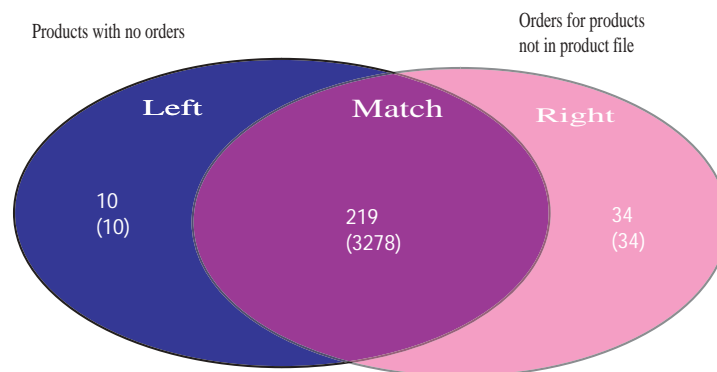 Products with no orders
Orders for products
not in product file
Left
Match
Right
10
(10)
219
(3278)
34
(34)